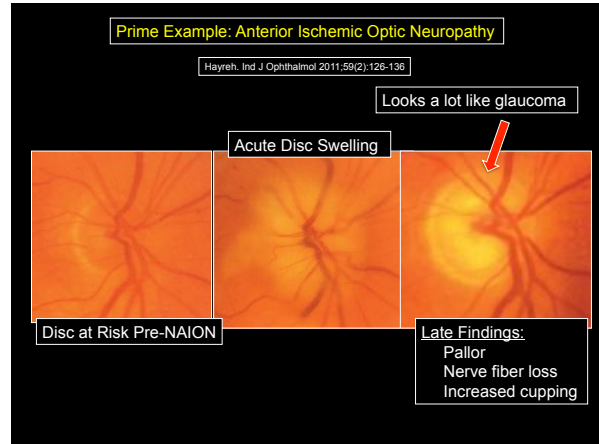 Prime Example: Anterior Ischemic Optic Neuropathy
Hayreh. Ind J Ophthalmol 2011;59(2):126-136
Looks a lot like glaucoma
Acute Disc Swelling
Disc at Risk Pre-NAION
Late Findings:
Pallor
Nerve fiber loss
Increased cupping